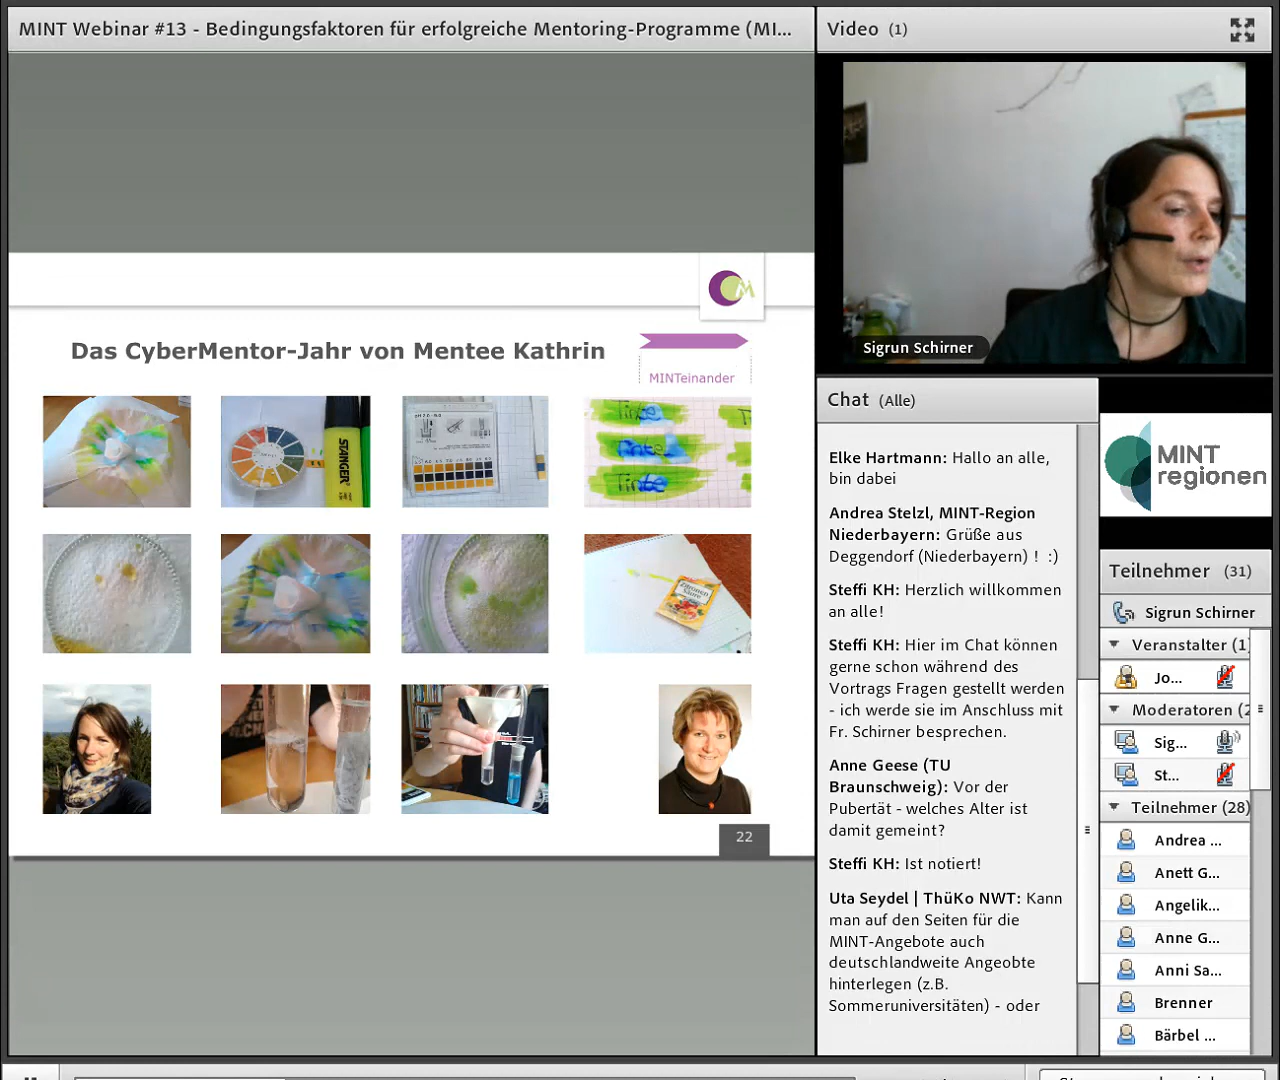 MINT Webinar #13 - Bedingungsfaktoren für erfolgreiche Mentoring-Programme (MI...
Das CyberMentor-Jahr von Mentee Kathrin
MINTeinander
STANGER
Tinte
Zitronen
Säure
22
Video (1)
Sigrun Schirner
Chat (Alle)
Elke Hartmann: Hallo an alle,
bin dabei
Andrea Stelzl, MINT-Region
Niederbayern: Grüße aus
Deggendorf (Niederbayern) ! :)
Steffi KH: Herzlich willkommen
an alle!
Steffi KH: Hier im Chat können
gerne schon während des
Vortrags Fragen gestellt werden
- ich werde sie im Anschluss mit
Fr. Schirner besprechen.
Anne Geese (TU
Braunschweig): Vor der
Pubertät - welches Alter ist
damit gemeint?
Steffi KH: Ist notiert!
Uta Seydel | ThüKo NWT: Kann
man auf den Seiten für die
MINT-Angebote auch
deutschlandweite Angeobte
hinterlegen (z.B.
Sommeruniversitäten) - oder
MINT
regionen
Teilnehmer (31)
Sigrun Schirner
Veranstalter (1)
Jo...
Moderatoren (2
Sig...
St...
Teilnehmer (28)
Andrea ...
Anett G...
Angelik...
Anne G...
Anni Sa...
Brenner
Bärbel ...